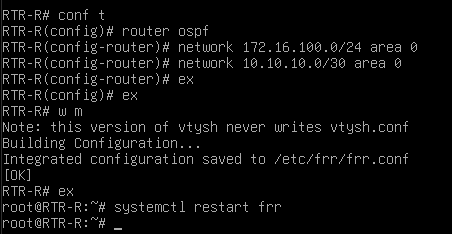 RTR-R# conf t
RTR-R(config)# router ospf
RTR-R(config-router)# network 172.16.100.0/24 area 0
RTR-R(config-router)# network 10.10.10.0/30 area 0
RTR-R(config-router)# ex
RTR-R(config)# ex
RTR-R# w m
Note: this version of vtysh never writes vtysh.conf
Building Configuration...
Integrated configuration saved to /etc/frr/frr.conf
[OK]
RTR-R# ex
root@RTR-R:~# systemctl restart frr
root@RTR-R:~# _